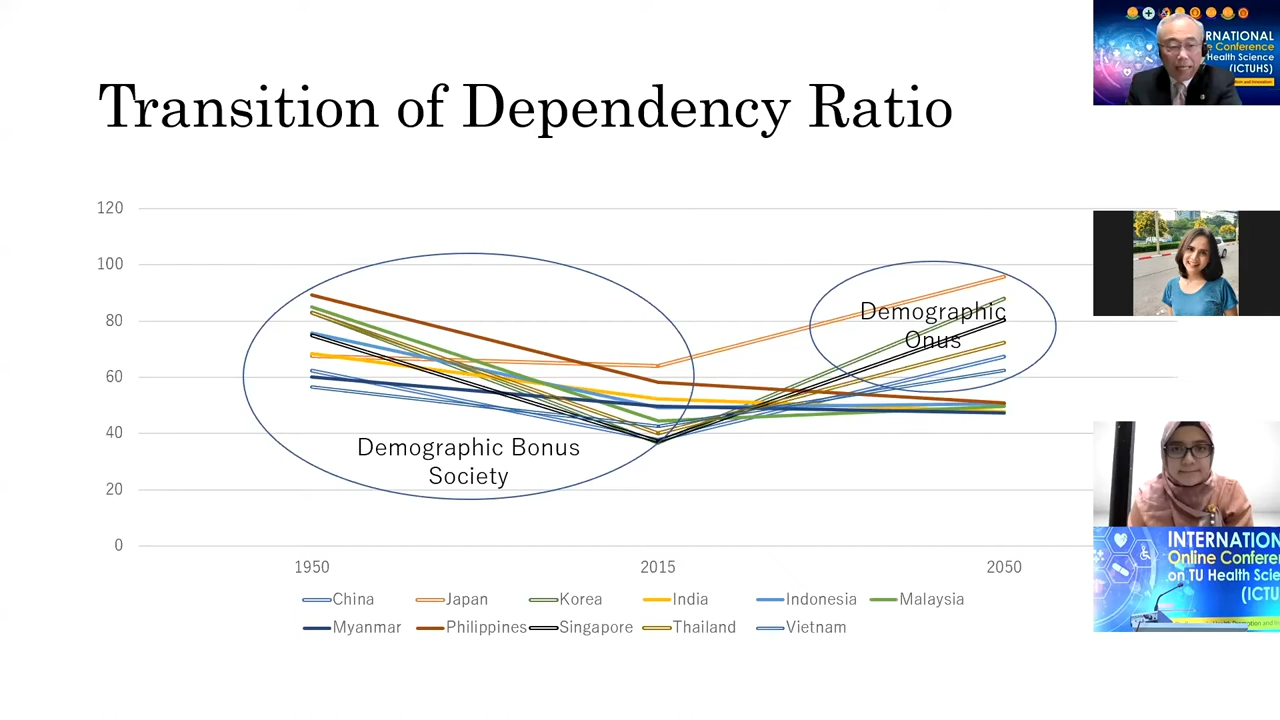 Transition of Dependency Ratio
120
100
80
60
40
20
0
Demographic Bonus
Society
Demographic
Onus
1950
2015
2050
China
Japan
Korea
India
Indonesia
Malaysia
Myanmar
Philippines
Singapore
Thailand
Vietnam
RNATIONAL
e Conference
Health Science
(ICTUHS)
INTERNATION
Online Conferen
on TU Health Scie
(ICTU